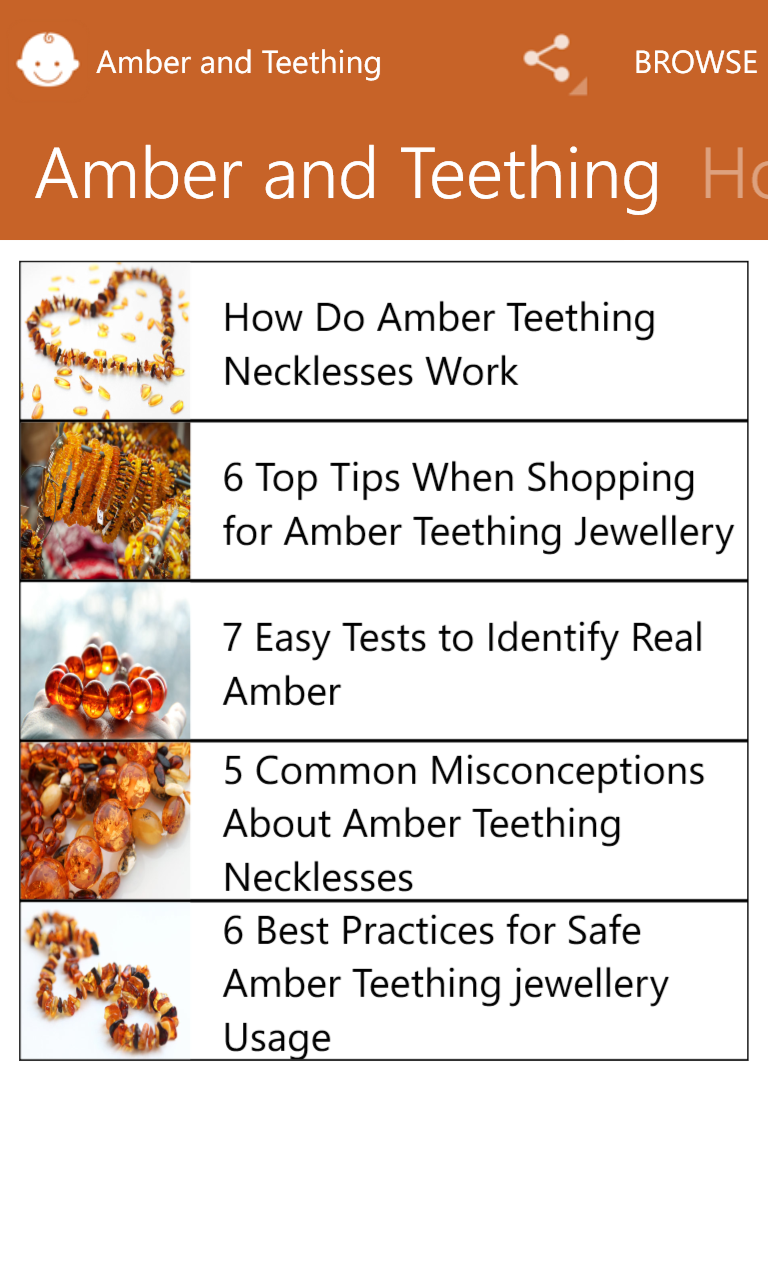 Amber and Teething
BROWSE
Amber and Teething Ho
How Do Amber Teething
Necklesses Work
6 Top Tips When Shopping
for Amber Teething Jewellery
7 Easy Tests to Identify Real
Amber
5 Common Misconceptions
About Amber Teething
Necklesses
6 Best Practices for Safe
Amber Teething jewellery
Usage